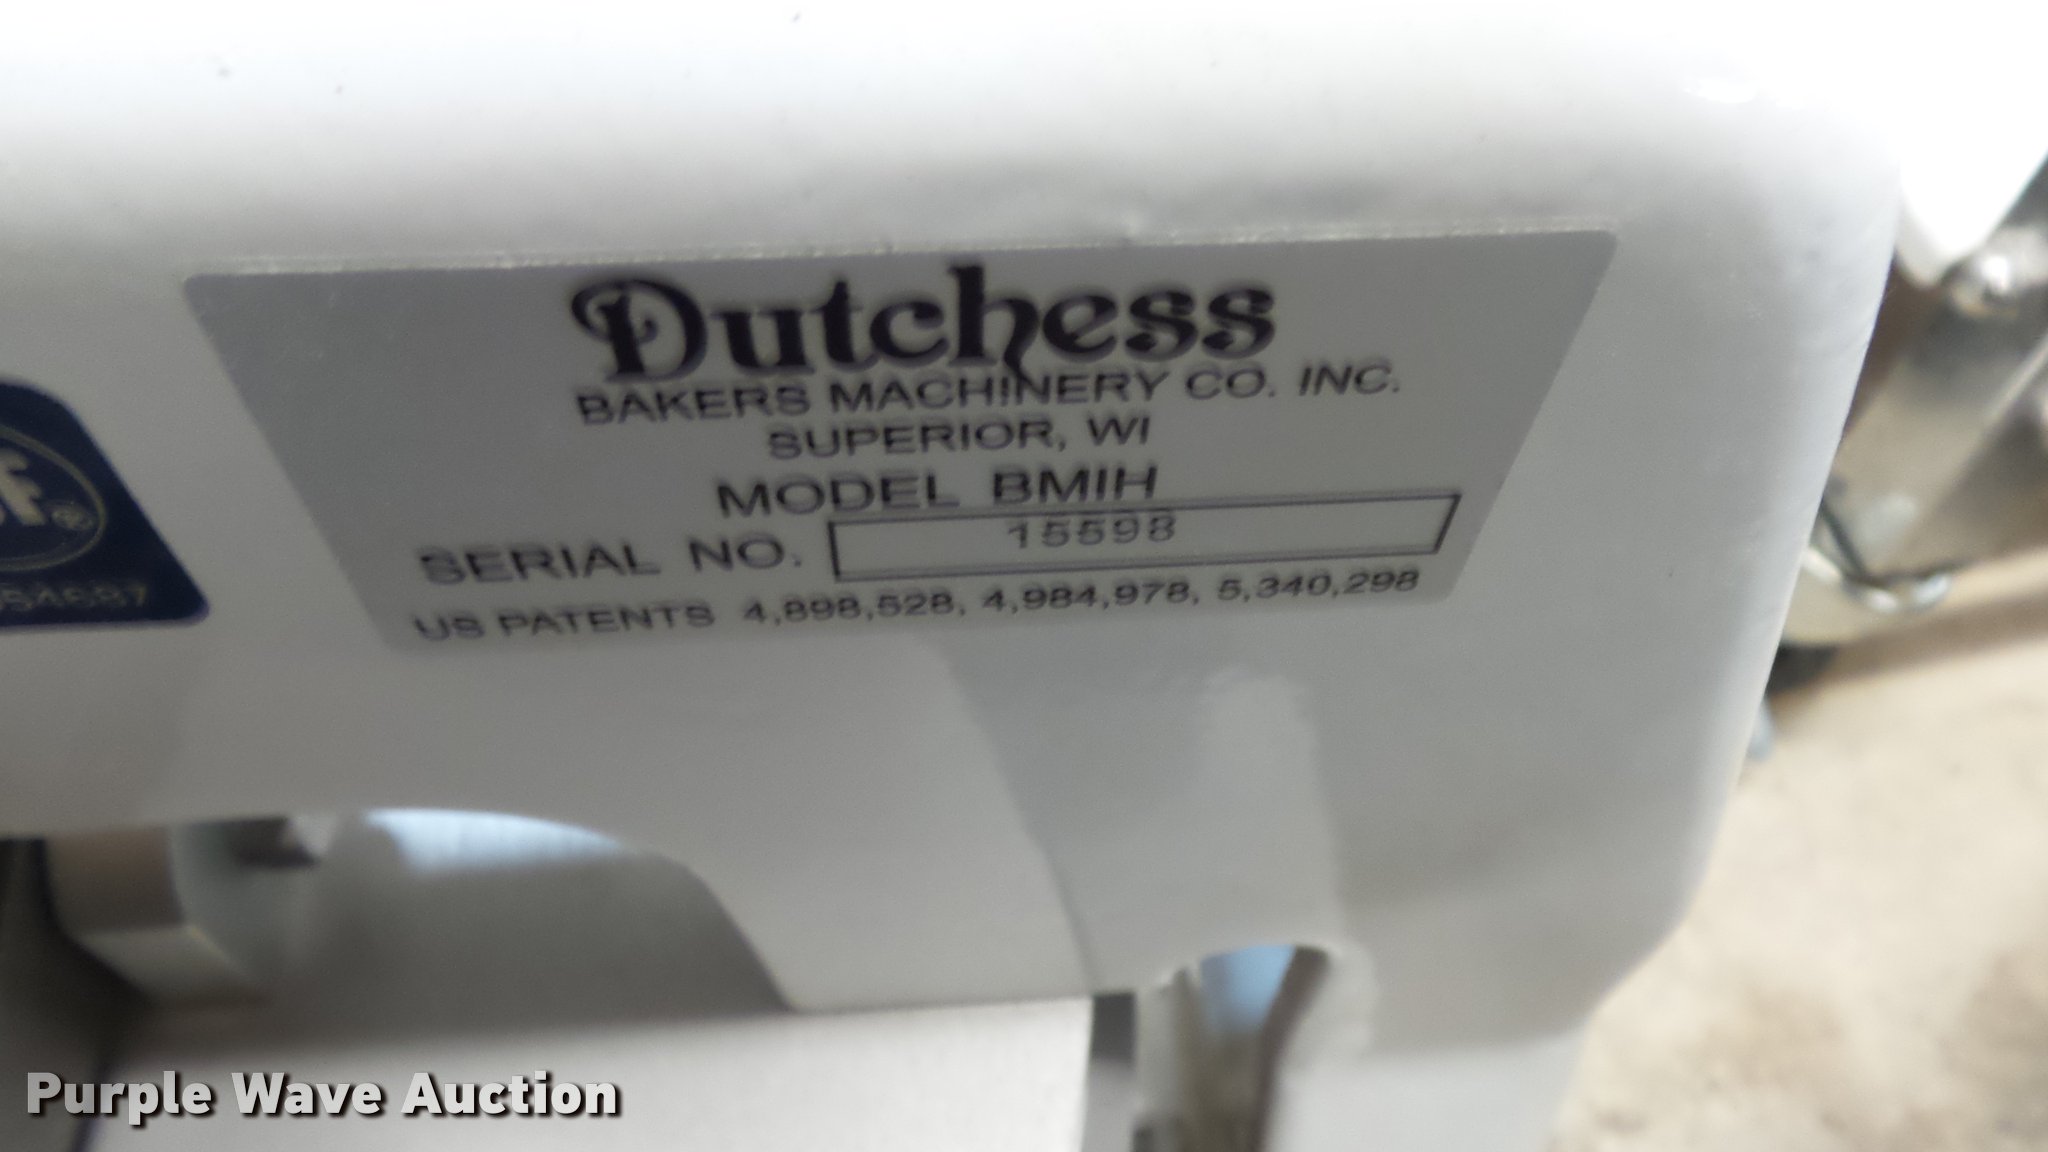 Dutchess
BAKERS MACHINERY CO. INC.
SUPERIOR, WI
MODEL BMIH
SERIAL NO. 15598
US PATENTS 4,898,528, 4,984,978, 5,340,298
Purple Wave Auction